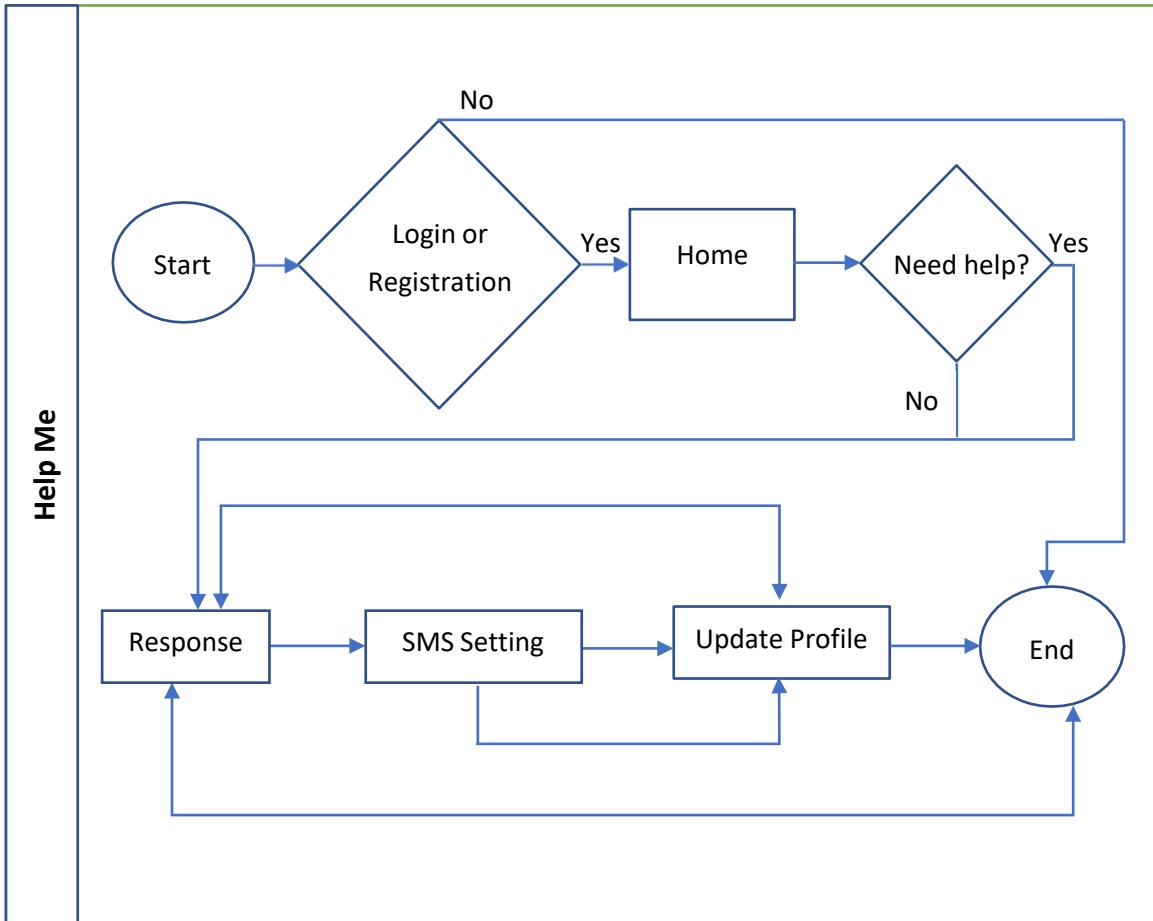 Help Me
No
Start
Login or
Registration
Yes
Home
Need help?
Yes
No
Response
SMS Setting
Update Profile
End